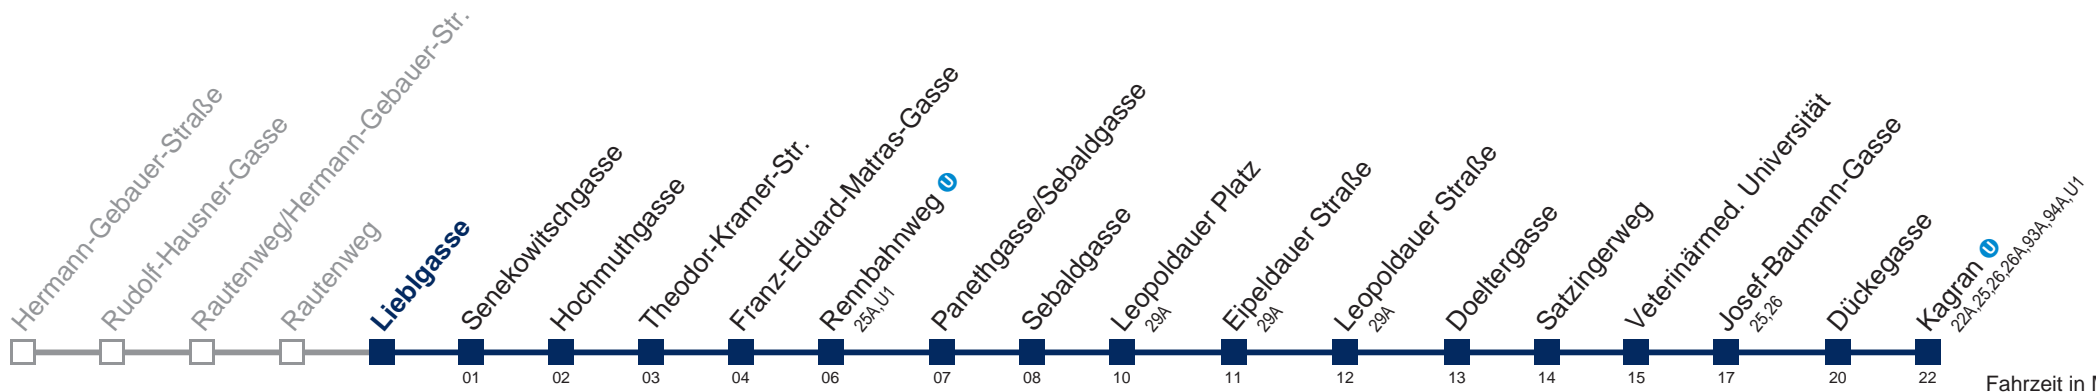 Hermann-Gebauer-Straße
Rudolf-Hausner-Gasse
Rautenweg/Hermann-Gebauer-Str.
Rautenweg
Lieblgasse
Senekowitschgasse
01
Hochmuthgasse
02
Theodor-Kramer-Str.
03
Franz-Eduard-Matras-Gasse
04
Rennbahnweg U
25A,U1
06
Panethgasse/Sebaldgasse
07
Sebaldgasse
08
Leopoldauer Platz
29A
10
Eipeldauer Straße
29A
11
Leopoldauer Straße
29A
12
Doeltergasse
13
Satzingerweg
14
Veterinärmed. Universität
15
Josef-Baumann-Gasse
25,26
17
Dückegasse
20
Kagran U
22A,25,26,26A,93A,94A,U1
22
Fahrzeit in